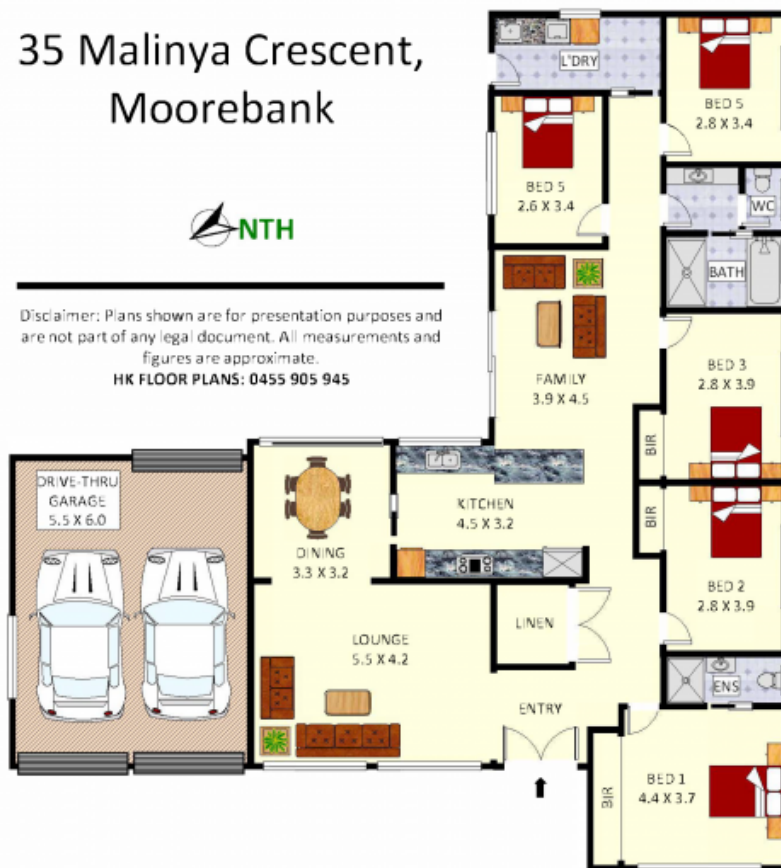 35 Malinya Crescent,
Moorebank
NTH
Disclaimer: Plans shown are for presentation purposes and
are not part of any legal document. All measurements and
figures are approximate.
HK FLOOR PLANS: 0455 905 945
L'DRY
BED 5
2.8 X 3.4
BED 5
2.6 X 3.4
WC
BATH
FAMILY
3.9 X 4.5
BED 3
2.8 X 3.9
BIR
DRIVE-THRU
GARAGE
5.5 X 6.0
KITCHEN
4.5 X 3.2
BIR
DINING
3.3 X 3.2
BED 2
2.8 X 3.9
LINEN
LOUNGE
5.5 X 4.2
ENS
ENTRY
BED 1
4.4 X 3.7
BIR